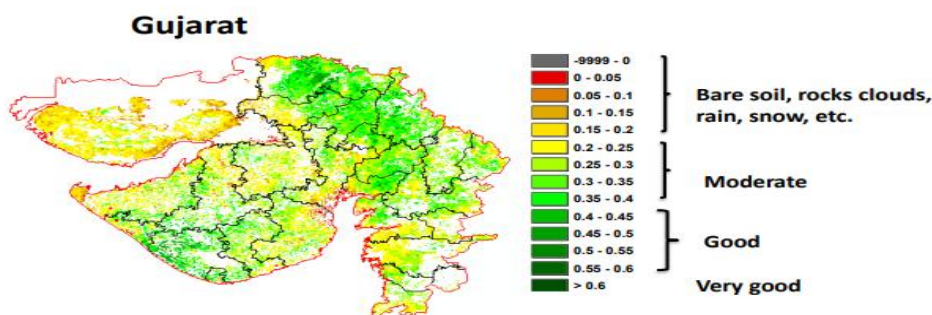 Gujarat
-9999 - 0
0 - 0.05
0.05 - 0.1
0.1 - 0.15
0.15 - 0.2
0.2 - 0.25
0.25 - 0.3
0.3 - 0.35
0.35 - 0.4
0.4 - 0.45
0.45 - 0.5
0.5 - 0.55
0.55 - 0.6
> 0.6
Bare soil, rocks clouds,
rain, snow, etc.
Moderate
Good
Very good